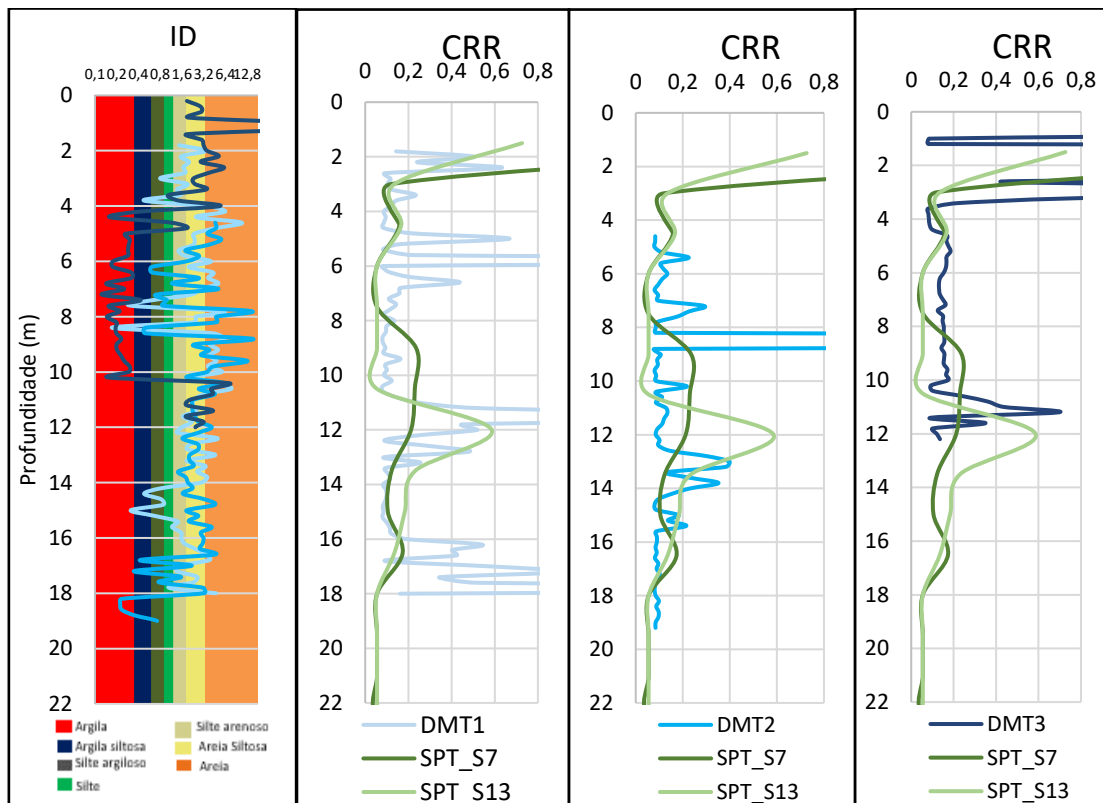 ID
0,10,20,40,81,63,26,412,8
0
2
4
6
8
10
12
14
16
18
20
22
Profundidade (m)
Argila
Argila siltosa
Silte argiloso
Silte
Silte arenoso
Areia Siltosa
Areia
CRR
0 0,2 0,4 0,6 0,8
0
2
4
6
8
10
12
14
16
18
20
22
DMT1
SPT_S7
SPT_S13
CRR
0 0,2 0,4 0,6 0,8
0
2
4
6
8
10
12
14
16
18
20
22
DMT2
SPT_S7
SPT_S13
CRR
0 0,2 0,4 0,6 0,8
0
2
4
6
8
10
12
14
16
18
20
22
DMT3
SPT_S7
SPT_S13